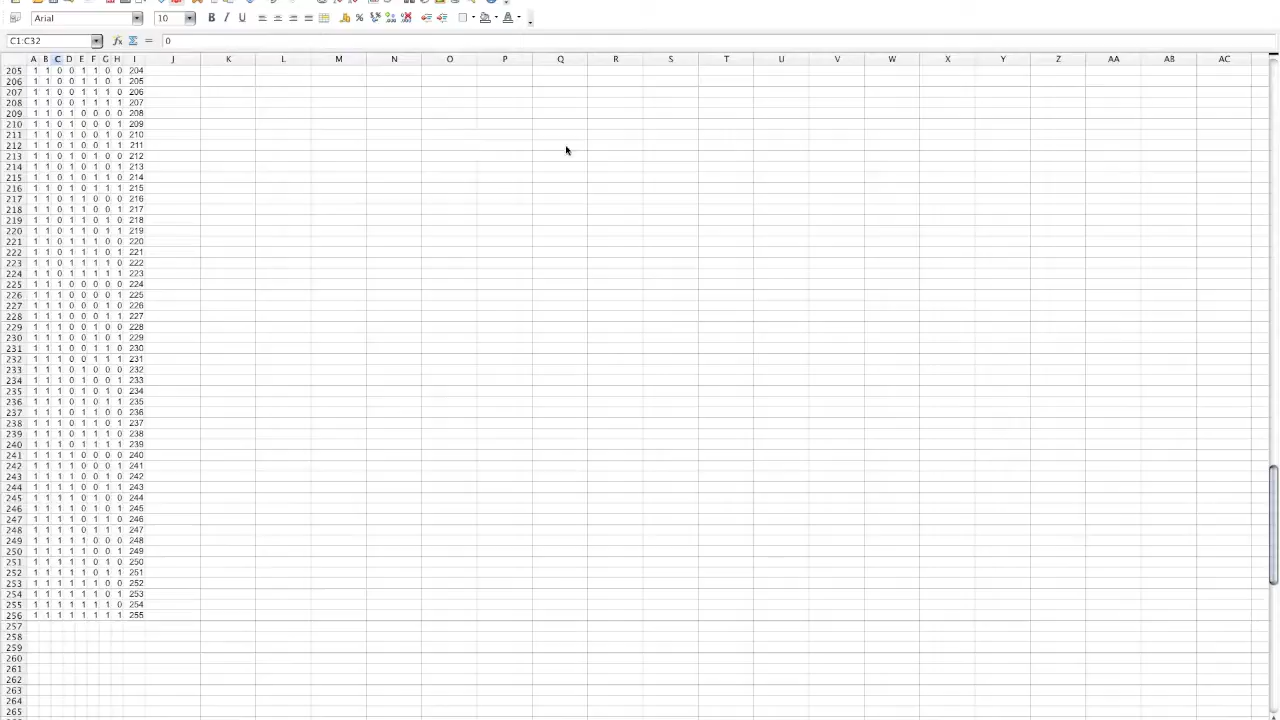 Arial 10 B I U %
C1:C32 0
A B C D E F G H I J K L M N O P Q R S T U V W X Y Z AA AB AC
205 1 1 0 0 1 1 0 0 204
206 1 1 0 0 1 1 0 1 205
207 1 1 0 0 1 1 1 0 206
208 1 1 0 0 1 1 1 1 207
209 1 1 0 1 0 0 0 0 208
210 1 1 0 1 0 0 0 1 209
211 1 1 0 1 0 0 1 0 210
212 1 1 0 1 0 0 1 1 211
213 1 1 0 1 0 1 0 0 212
214 1 1 0 1 0 1 0 1 213
215 1 1 0 1 0 1 1 0 214
216 1 1 0 1 0 1 1 1 215
217 1 1 0 1 1 0 0 0 216
218 1 1 0 1 1 0 0 1 217
219 1 1 0 1 1 0 1 0 218
220 1 1 0 1 1 0 1 1 219
221 1 1 0 1 1 1 0 0 220
222 1 1 0 1 1 1 0 1 221
223 1 1 0 1 1 1 1 0 222
224 1 1 0 1 1 1 1 1 223
225 1 1 1 0 0 0 0 0 224
226 1 1 1 0 0 0 0 1 225
227 1 1 1 0 0 0 1 0 226
228 1 1 1 0 0 0 1 1 227
229 1 1 1 0 0 1 0 0 228
230 1 1 1 0 0 1 0 1 229
231 1 1 1 0 0 1 1 0 230
232 1 1 1 0 0 1 1 1 231
233 1 1 1 0 1 0 0 0 232
234 1 1 1 0 1 0 0 1 233
235 1 1 1 0 1 0 1 0 234
236 1 1 1 0 1 0 1 1 235
237 1 1 1 0 1 1 0 0 236
238 1 1 1 0 1 1 0 1 237
239 1 1 1 0 1 1 1 0 238
240 1 1 1 0 1 1 1 1 239
241 1 1 1 1 0 0 0 0 240
242 1 1 1 1 0 0 0 1 241
243 1 1 1 1 0 0 1 0 242
244 1 1 1 1 0 0 1 1 243
245 1 1 1 1 0 1 0 0 244
246 1 1 1 1 0 1 0 1 245
247 1 1 1 1 0 1 1 0 246
248 1 1 1 1 0 1 1 1 247
249 1 1 1 1 1 0 0 0 248
250 1 1 1 1 1 0 0 1 249
251 1 1 1 1 1 0 1 0 250
252 1 1 1 1 1 0 1 1 251
253 1 1 1 1 1 1 0 0 252
254 1 1 1 1 1 1 0 1 253
255 1 1 1 1 1 1 1 0 254
256 1 1 1 1 1 1 1 1 255
257
258
259
260
261
262
263
264
265